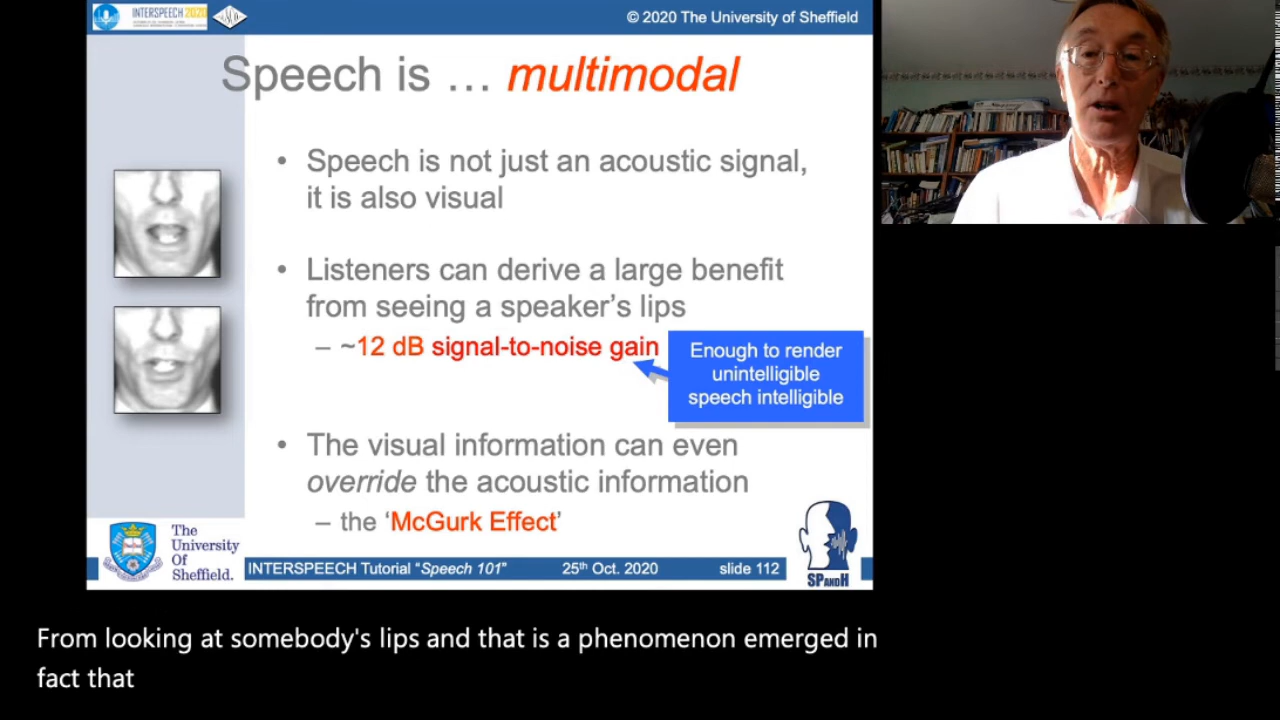 INTERSPEECH 2020
© 2020 The University of Sheffield
Speech is … multimodal
• Speech is not just an acoustic signal,
it is also visual
• Listeners can derive a large benefit
from seeing a speaker's lips
– ~12 dB signal-to-noise gain
Enough to render
unintelligible
speech intelligible
• The visual information can even
override the acoustic information
– the ‘McGurk Effect’
The
University
Of
Sheffield.
INTERSPEECH Tutorial “Speech 101” 25th Oct. 2020 slide 112
SPANDH
From looking at somebody's lips and that is a phenomenon emerged in
fact that